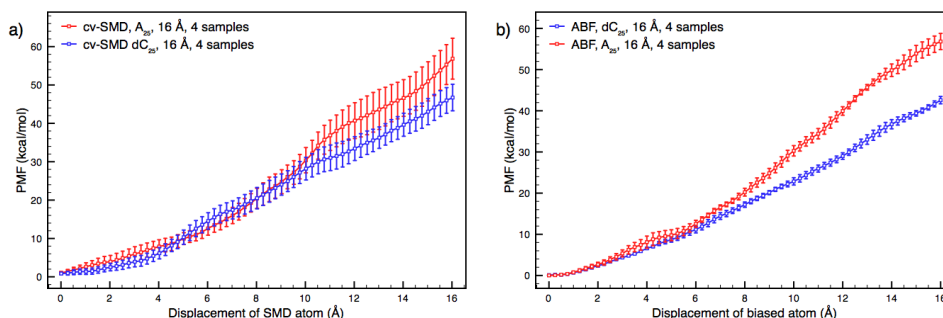 a)
cv-SMD, A25, 16 Å, 4 samples
cv-SMD dC25, 16 Å, 4 samples
PMF (kcal/mol)
60
50
40
30
20
10
0
0 2 4 6 8 10 12 14 16
Displacement of SMD atom (Å)
b)
ABF, dC25, 16 Å, 4 samples
ABF, A25, 16 Å, 4 samples
PMF (kcal/mol)
60
50
40
30
20
10
0
0 2 4 6 8 10 12 14 16
Displacement of biased atom (Å)